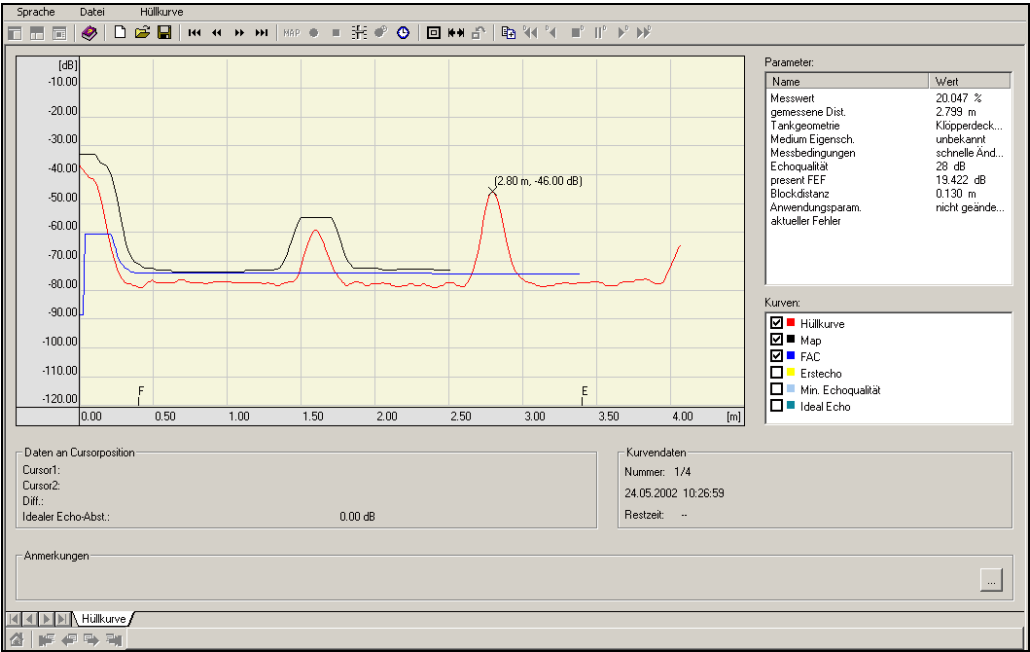 Sprache Datei Hüllkurve
MAP
[dB]
-10.00
-20.00
-30.00
-40.00
-50.00
-60.00
-70.00
-80.00
-90.00
-100.00
-110.00
-120.00
(2.80 m, -46.00 dB)
F E
0.00 0.50 1.00 1.50 2.00 2.50 3.00 3.50 4.00 [m]
Parameter:
Name Wert
Messwert 20.047 %
gemessene Dist. 2.799 m
Tankgeometrie Klöpperdeck...
Medium Eigensch. unbekannt
Messbedingungen schnelle Änd...
Echoqualität 28 dB
present FEF 19.422 dB
Blockdistanz 0.130 m
Anwendungsparam. nicht geände...
aktueller Fehler
Kurven:
Hüllkurve
Map
FAC
Erstecho
Min. Echoqualität
Ideal Echo
Daten an Cursorposition
Cursor1:
Cursor2:
Diff.:
Idealer Echo-Abst.: 0.00 dB
Kurvendaten
Nummer: 1/4
24.05.2002 10:26:59
Restzeit: --
Anmerkungen
...
Hüllkurve